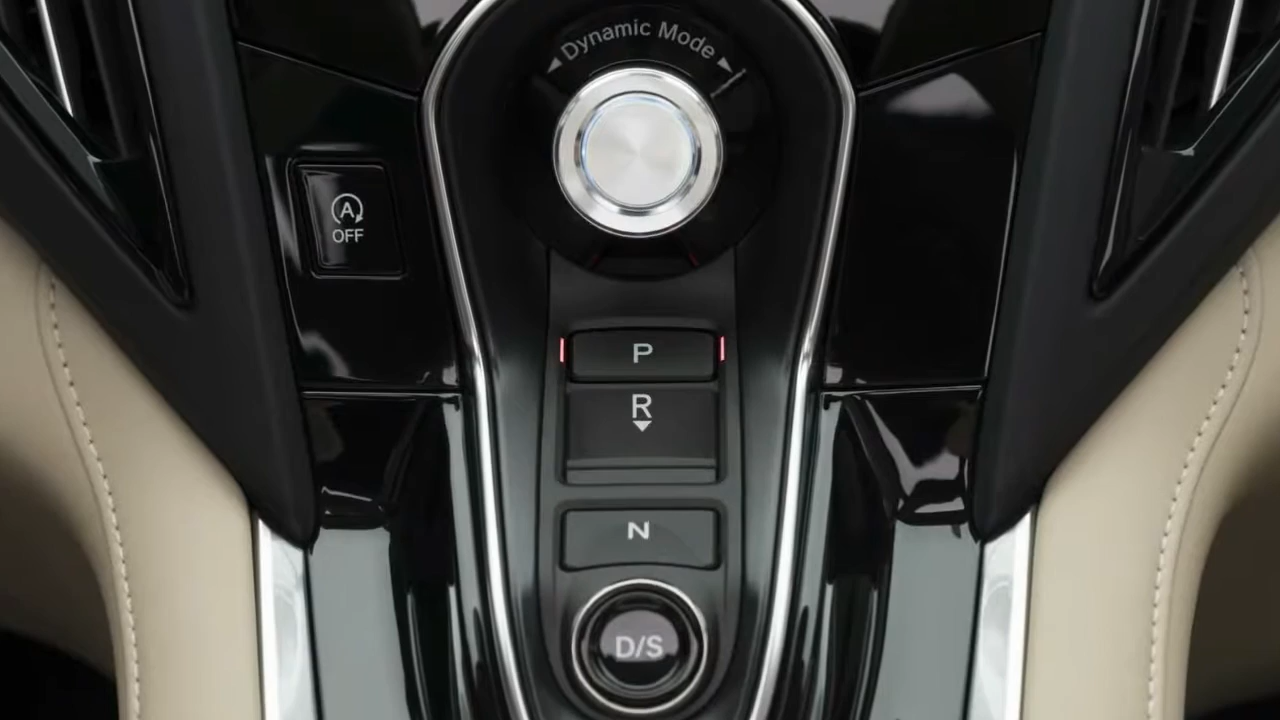 ◀ Dynamic Mode ▶
A
OFF
P
R
N
D/S